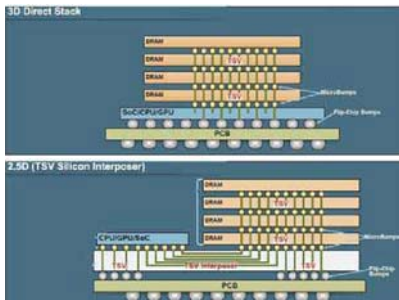 3D Direct Stack
DRAM
DRAM
TSV
DRAM
DRAM
TSV
MicroBumps
SoC/CPU/GPU
Flip-Chip Bumps
PCB
2.5D (TSV Silicon Interposer)
DRAM
DRAM
TSV
DRAM
CPU/GPU/SoC
DRAM
TSV
MicroBumps
TSV
TSV Interposer
TSV
Flip-Chip
Bumps
PCB